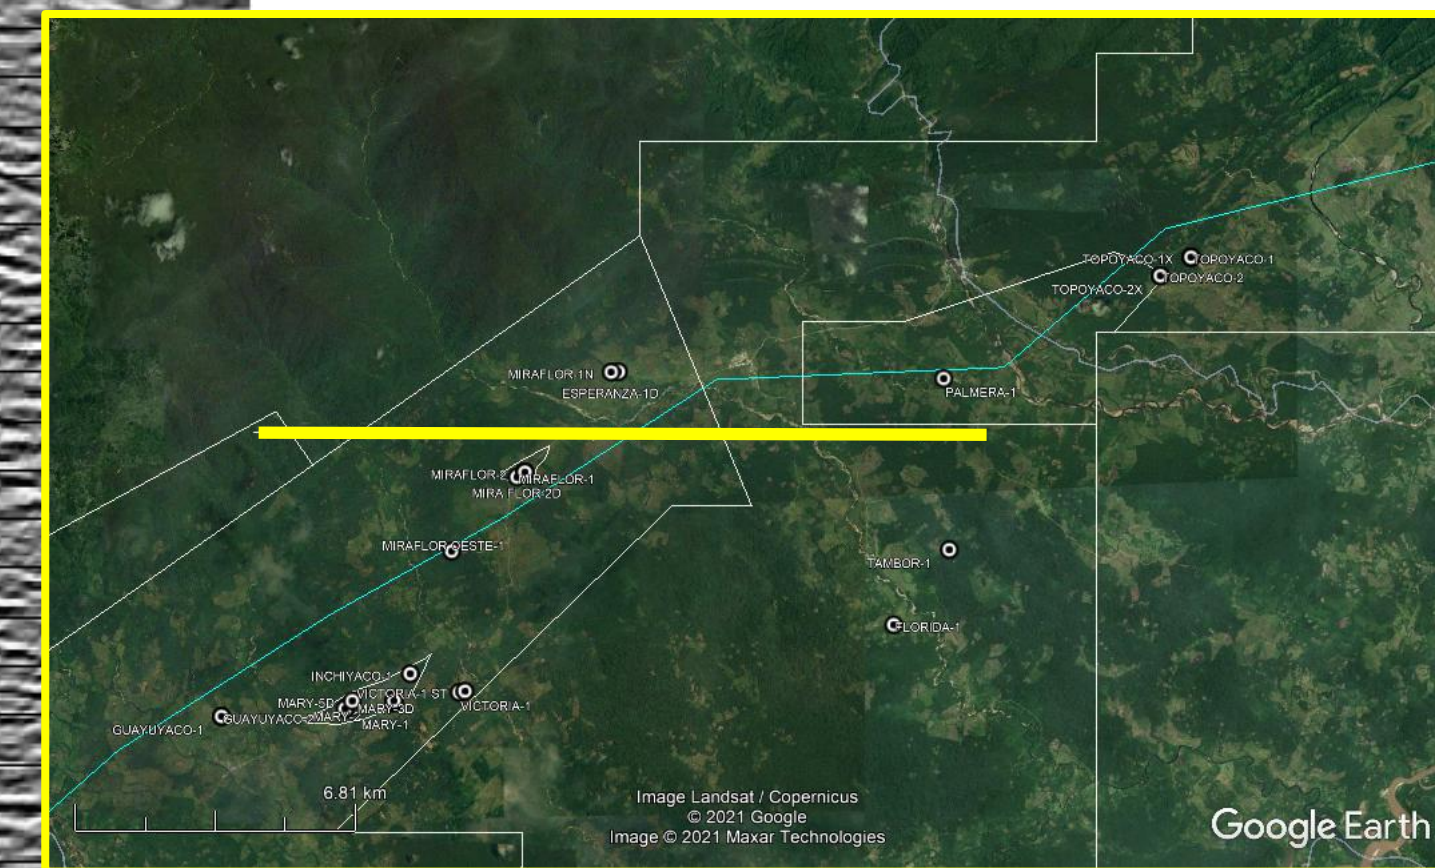 TOPOYACO-1X
TOPOYACO-1
TOPOYACO-2
TOPOYACO-2X
MIRAFLOR-1N
ESPERANZA-1D
PALMERA-1
MIRAFLOR-2
MIRAFLOR-1
MIRA FLOR-2D
MIRAFLOR OESTE-1
TAMBOR-1
FLORIDA-1
INCHIYACO-1
VICTORIA-1 ST
MARY-5D
MARY-3D
VICTORIA-1
GUAYUYACO-2
MARY-2
MARY-1
GUAYUYACO-1
6.81 km
Image Landsat / Copernicus
© 2021 Google
Image © 2021 Maxar Technologies
Google Earth